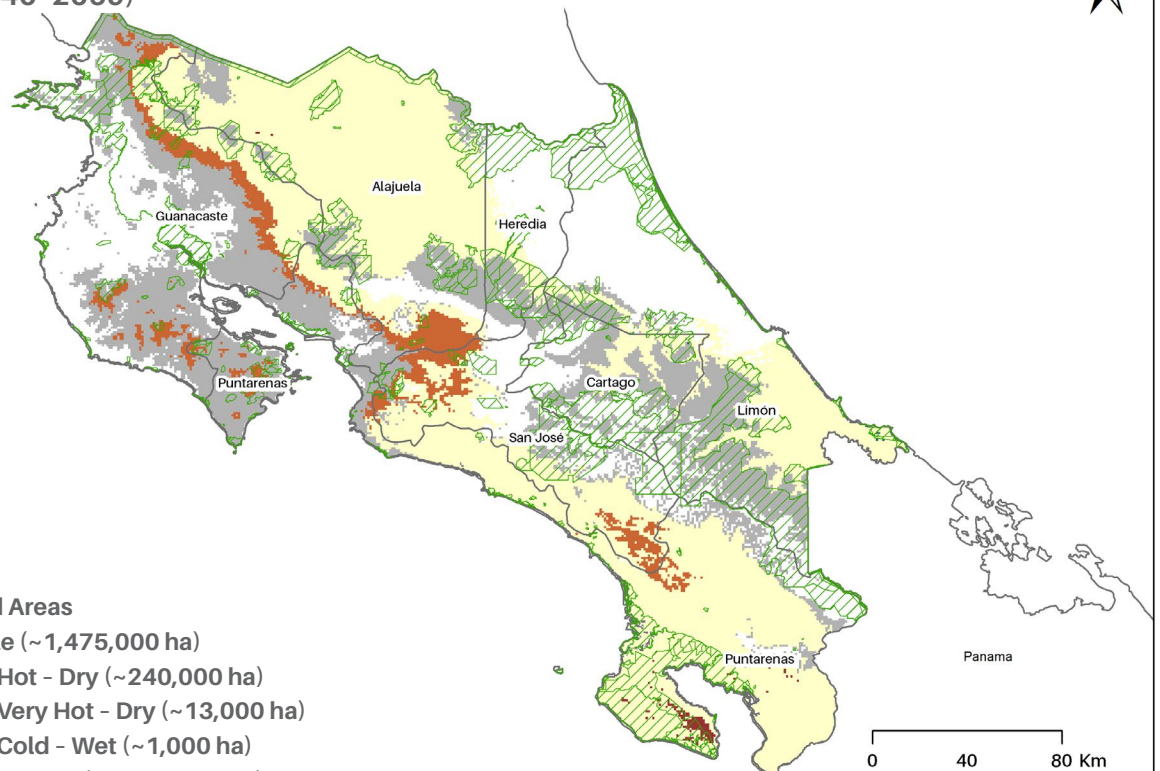 Alajuela
Guanacaste
Heredia
Puntarenas
Cartago
Limón
San José
Areas
(~1,475,000 ha)
Hot - Dry (~240,000 ha)
Very Hot - Dry (~13,000 ha)
Cold - Wet (~1,000 ha)
Puntarenas
Panama
0 40 80 Km